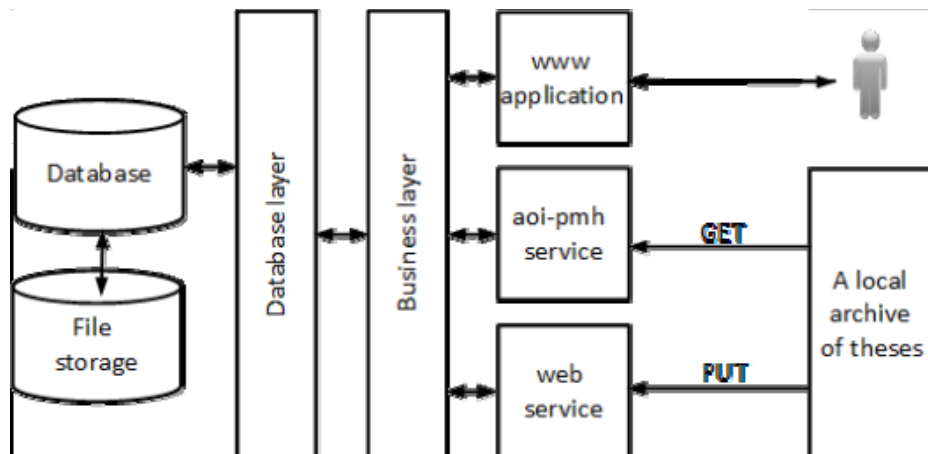 Database
File
storage
Database layer
Business layer
www
application
aoi-pmh
service
web
service
GET
PUT
A local
archive
of theses